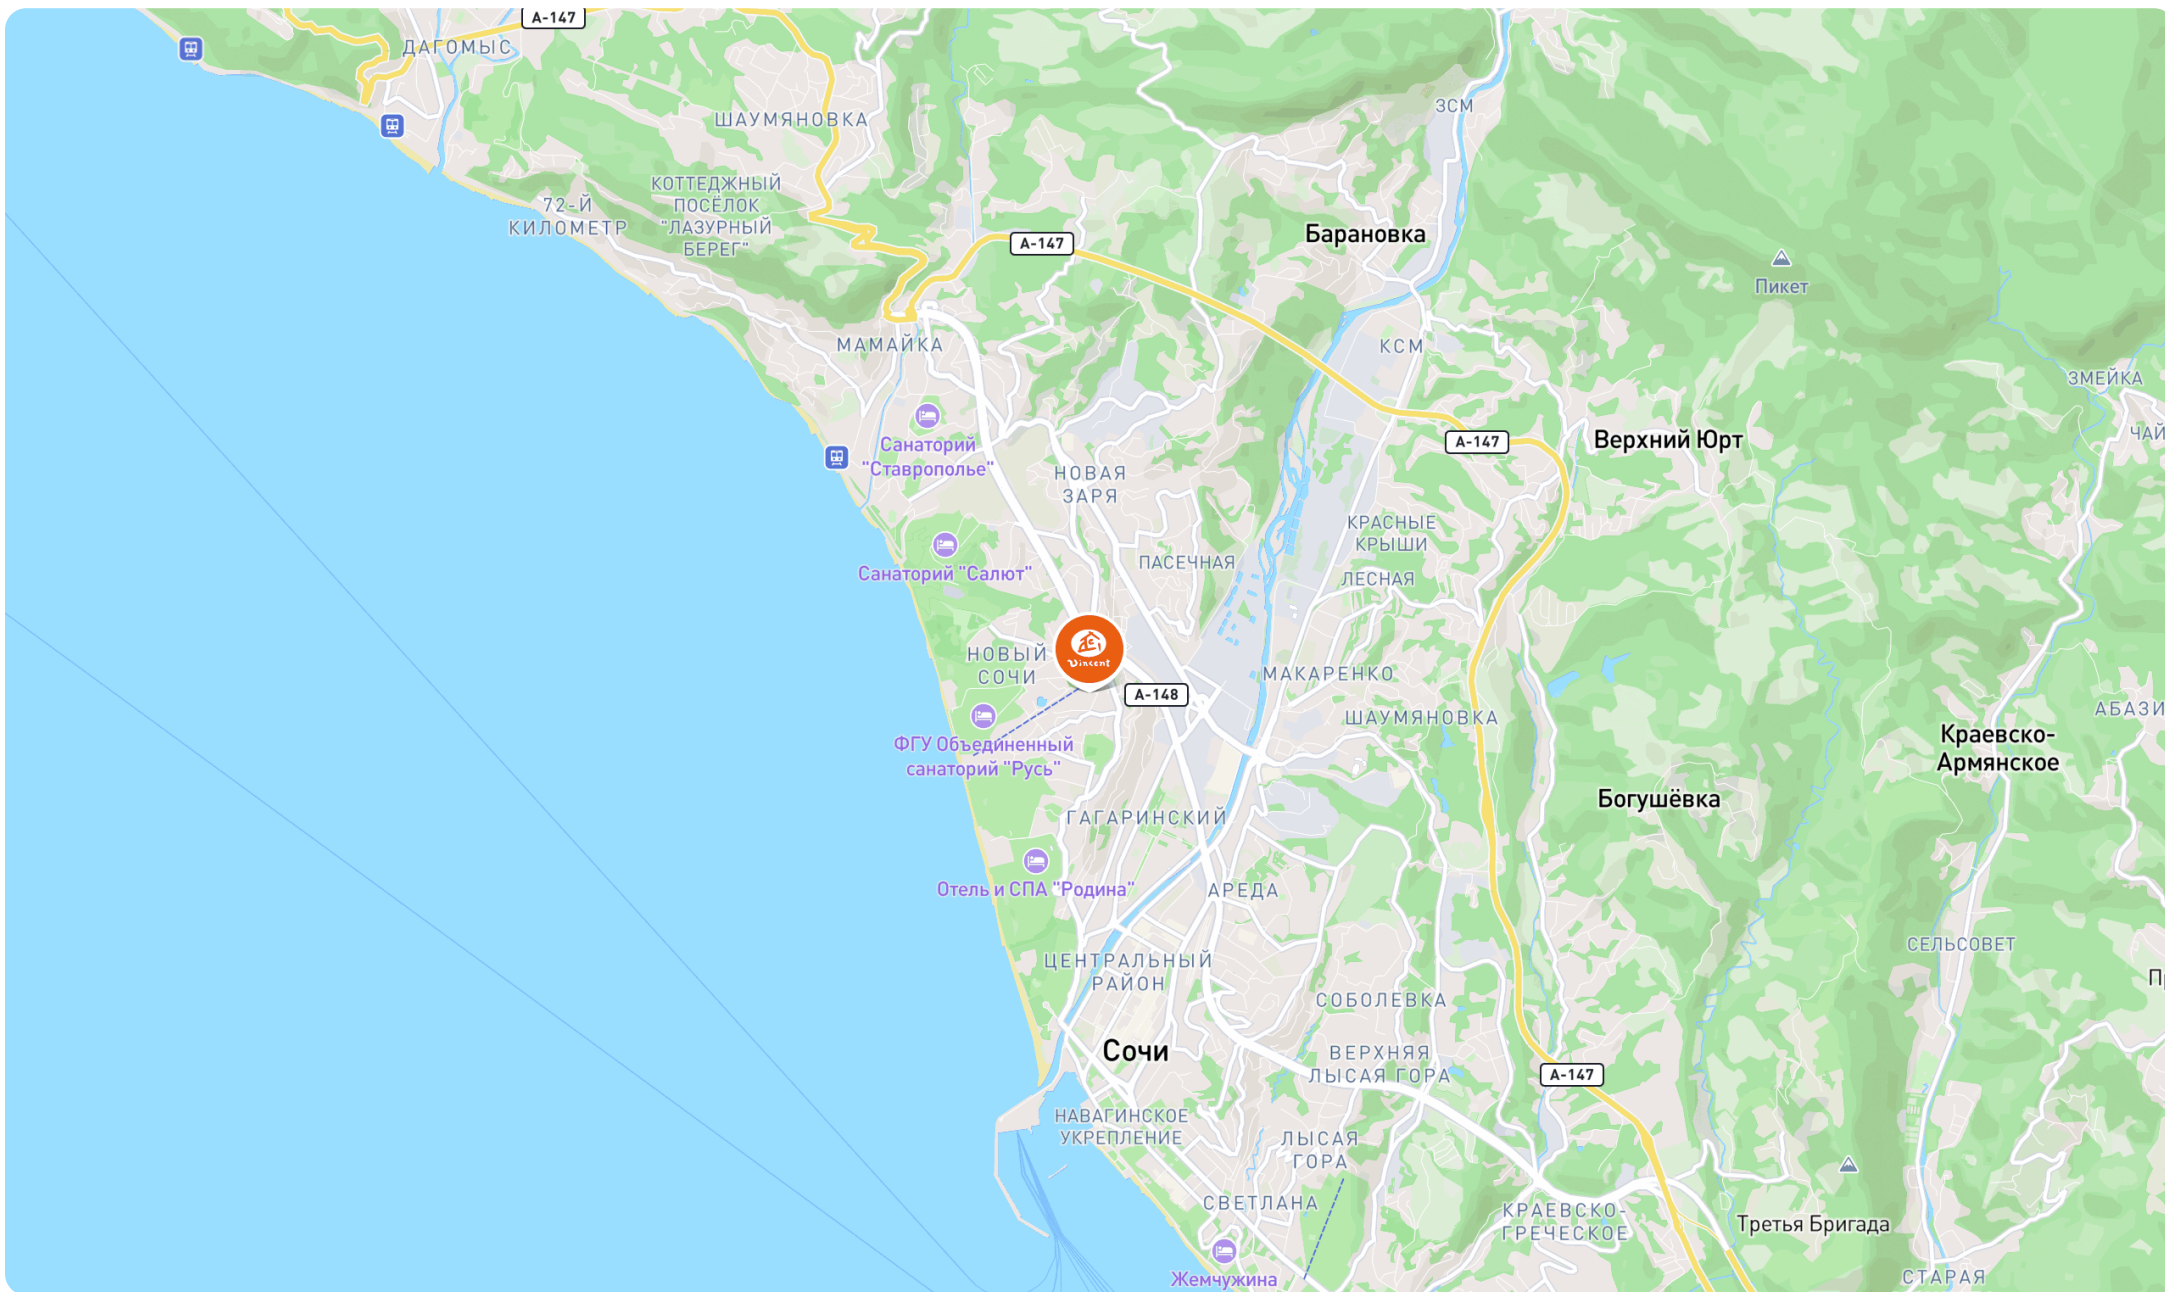 А-147
ДАГОМЫС
ЗСМ
ШАУМЯНОВКА
КОТТЕДЖНЫЙ
ПОСЁЛОК
"ЛАЗУРНЫЙ
БЕРЕГ"
72-Й
КИЛОМЕТР
А-147
Барановка
Пикет
МАМАЙКА
КСМ
ЗМЕЙКА
Санаторий
"Ставрополье"
А-147
Верхний Юрт
ЧАЙ
НОВАЯ
ЗАРЯ
КРАСНЫЕ
КРЫШИ
Санаторий "Салют"
ПАСЕЧНАЯ
ЛЕСНАЯ
НОВЫЙ
СОЧИ
Vincent
А-148
МАКАРЕНКО
ШАУМЯНОВКА
АБАЗИ
ФГУ Объединенный
санаторий "Русь"
Краевско-
Армянское
Богушёвка
ГАГАРИНСКИЙ
Отель и СПА "Родина"
АРЕДА
ЦЕНТРАЛЬНЫЙ
РАЙОН
СЕЛЬСОВЕТ
СОБОЛЕВКА
Сочи
ВЕРХНЯЯ
ЛЫСАЯ ГОРА
А-147
НАВАГИНСКОЕ
УКРЕПЛЕНИЕ
ЛЫСАЯ
ГОРА
СВЕТЛАНА
КРАЕВСКО-
ГРЕЧЕСКОЕ
Третья Бригада
Жемчужина
СТАРАЯ